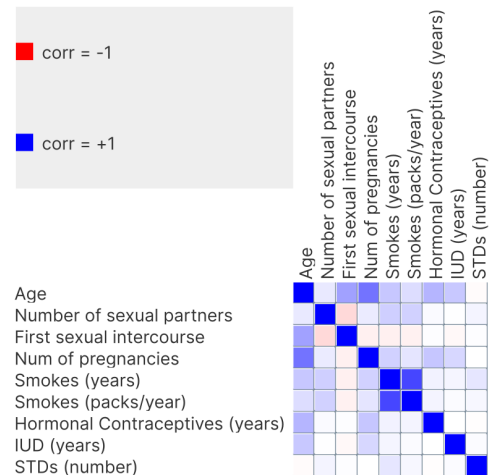 corr = -1
corr = +1
Age
Number of sexual partners
First sexual intercourse
Num of pregnancies
Smokes (years)
Smokes (packs/year)
Hormonal Contraceptives (years)
IUD (years)
STDs (number)
Age
Number of sexual partners
First sexual intercourse
Num of pregnancies
Smokes (years)
Smokes (packs/year)
Hormonal Contraceptives (years)
IUD (years)
STDs (number)